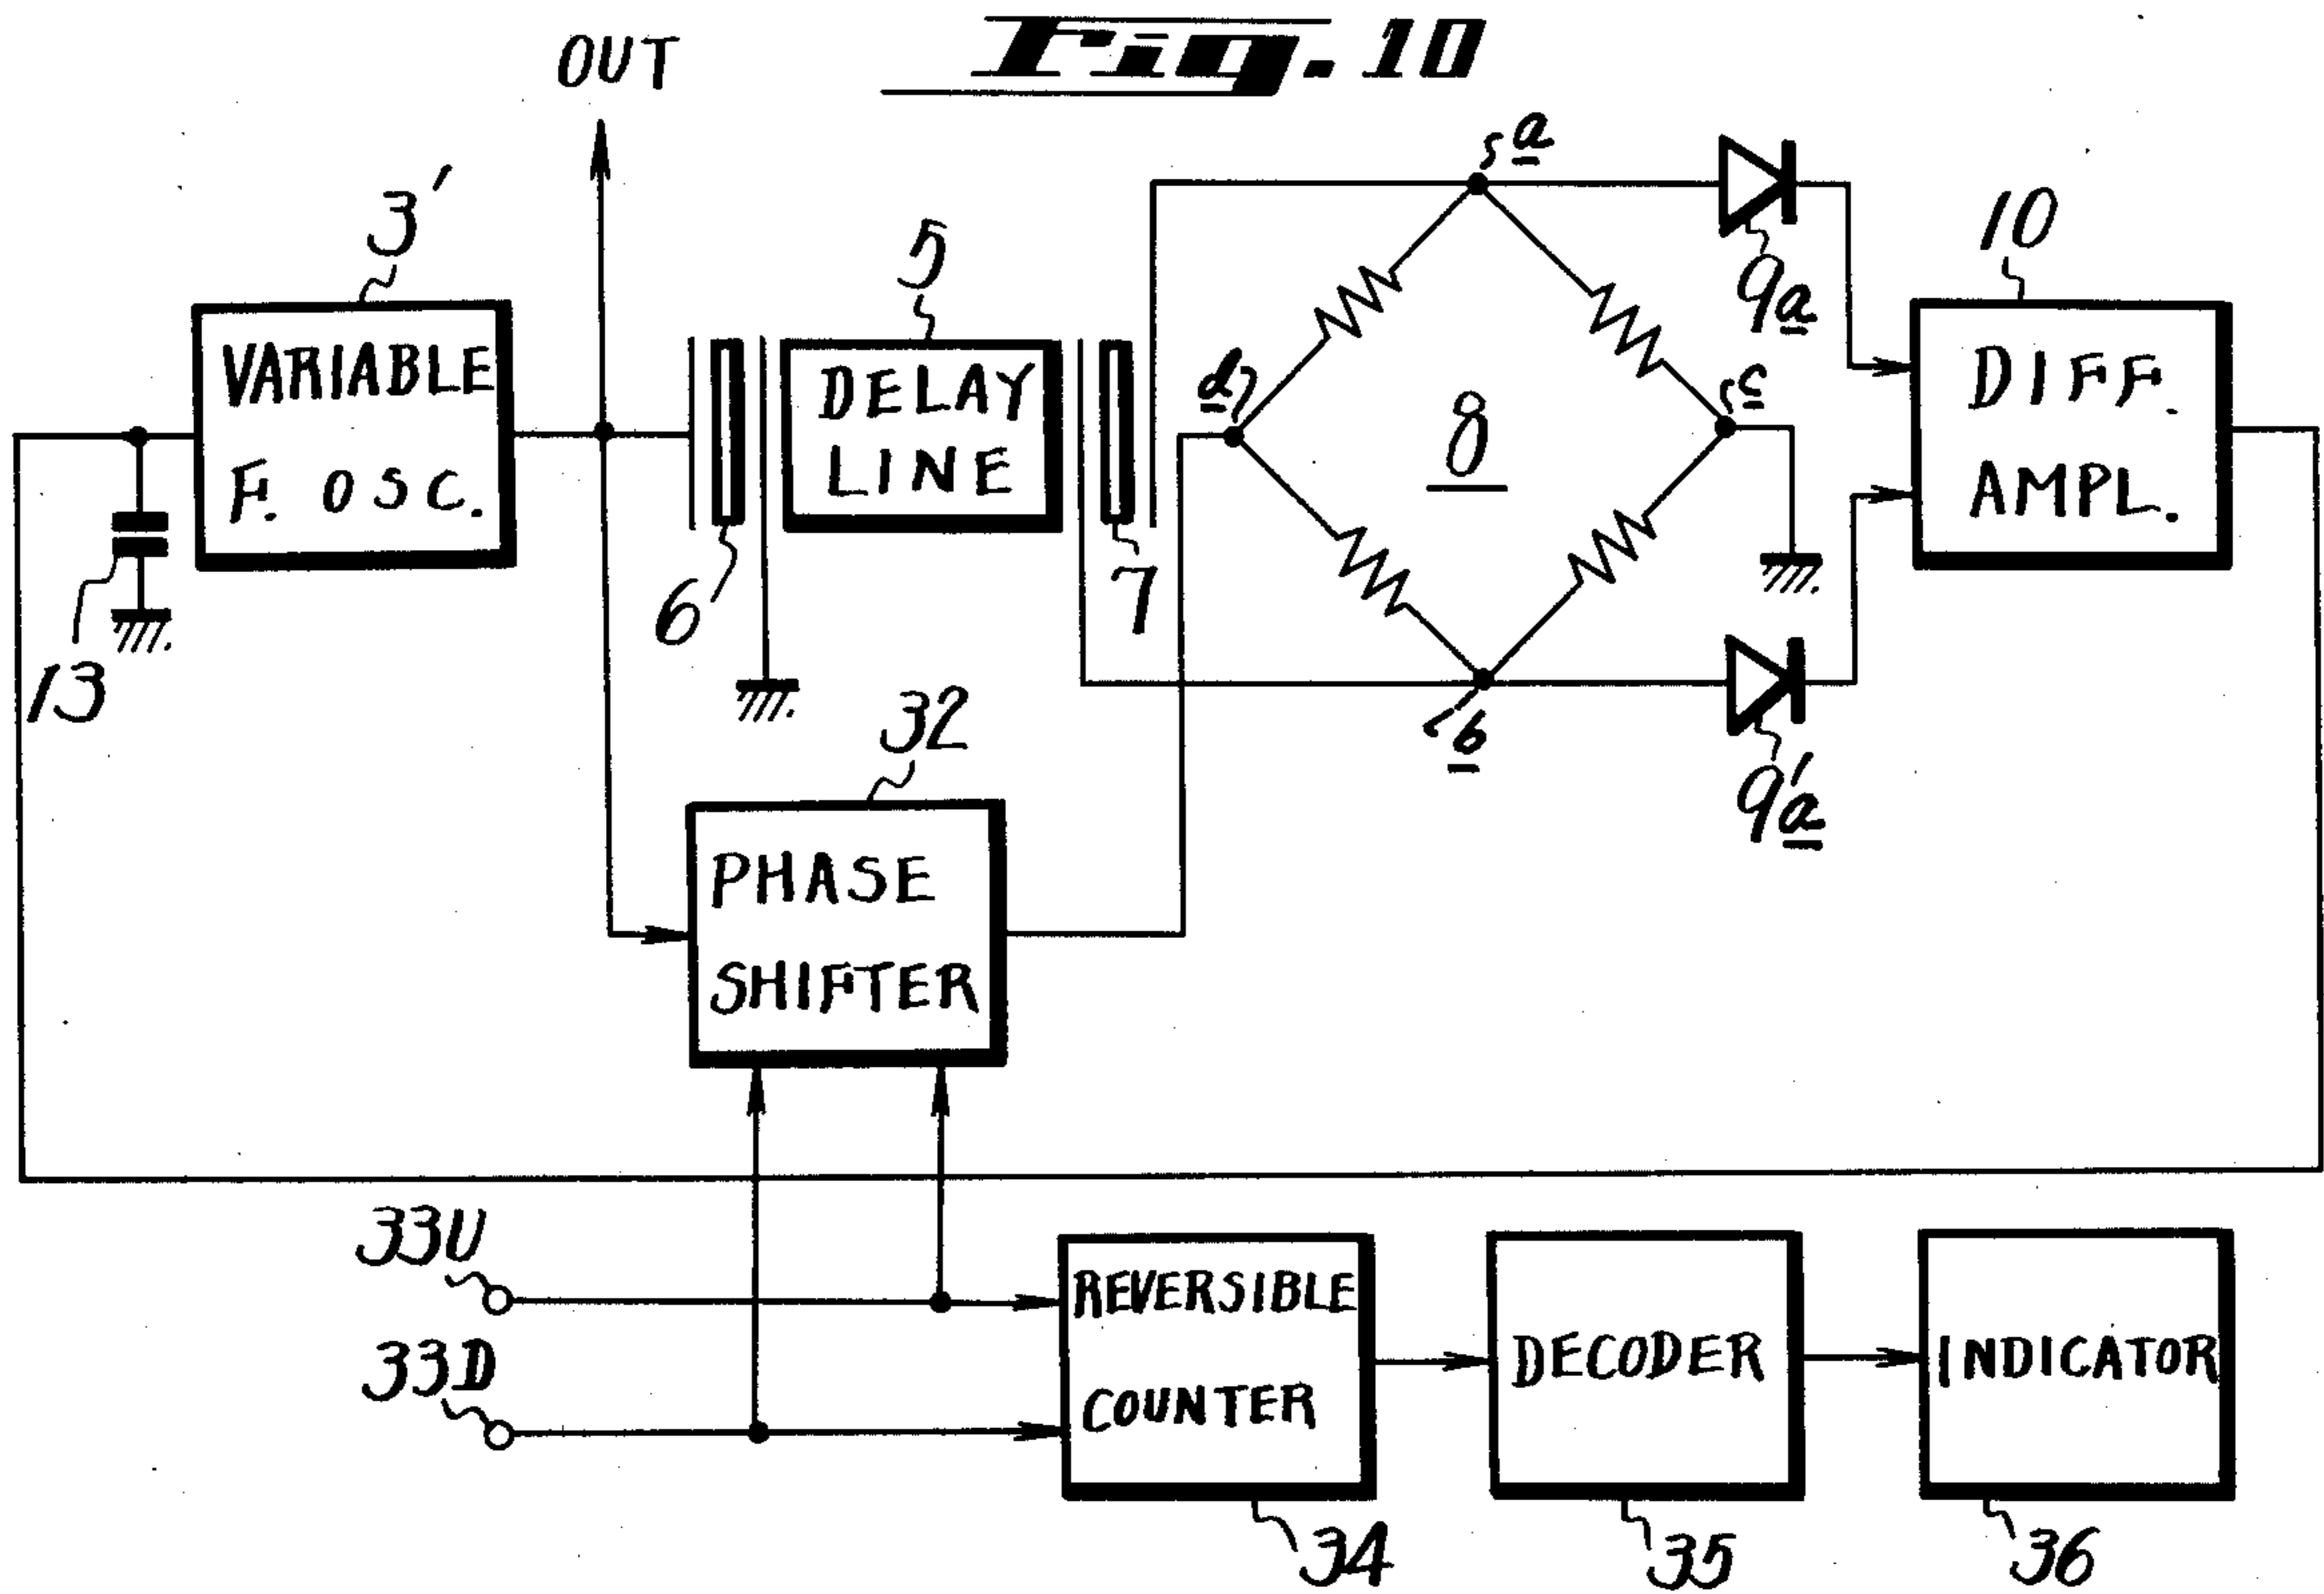 Fig. 10
OUT
3'
VARIABLE
F. OSC.
13
5
DELAY
LINE
6
7
a
d
c
8
b
9a
9'a
10
DIFF.
AMPL.
32
PHASE
SHIFTER
33U
33D
REVERSIBLE
COUNTER
34
DECODER
35
INDICATOR
36